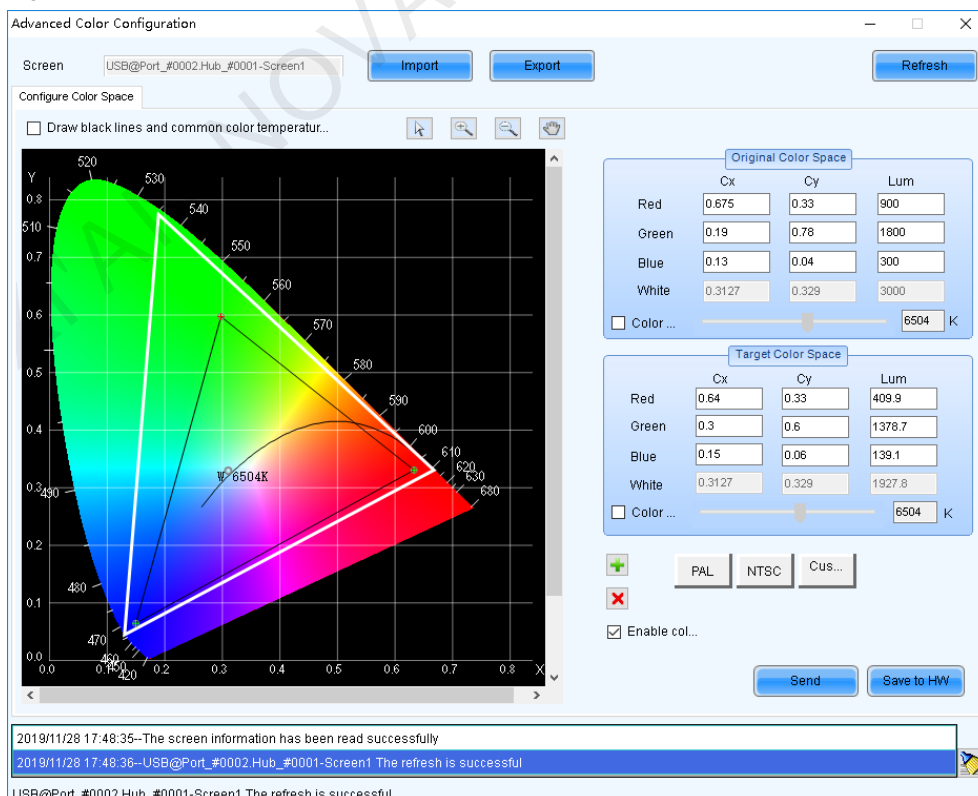 Advanced Color Configuration
Screen USB@Port_#0002.Hub_#0001-Screen1 Import Export Refresh
Configure Color Space
Draw black lines and common color temperatur...
Original Color Space
Cx Cy Lum
Red 0.675 0.33 900
Green 0.19 0.78 1800
Blue 0.13 0.04 300
White 0.3127 0.329 3000
Color ... 6504 K
Target Color Space
Cx Cy Lum
Red 0.64 0.33 409.9
Green 0.3 0.6 1378.7
Blue 0.15 0.06 139.1
White 0.3127 0.329 1927.8
Color ... 6504 K
PAL NTSC Cus...
Enable col...
Send Save to HW
Y
0.8
0.7
0.6
0.5
0.4
0.3
0.2
0.1
0.0
0.0 0.1 0.2 0.3 0.4 0.5 0.6 0.7 0.8 X
520
530
540
510
550
560
570
580
590
600
610
620
630
680
490
480
470
460
450
420
W 6504K
2019/11/28 17:48:35--The screen information has been read successfully
2019/11/28 17:48:36--USB@Port_#0002.Hub_#0001-Screen1 The refresh is successful
USB@Port_#0002.Hub_#0001-Screen1 The refresh is successful